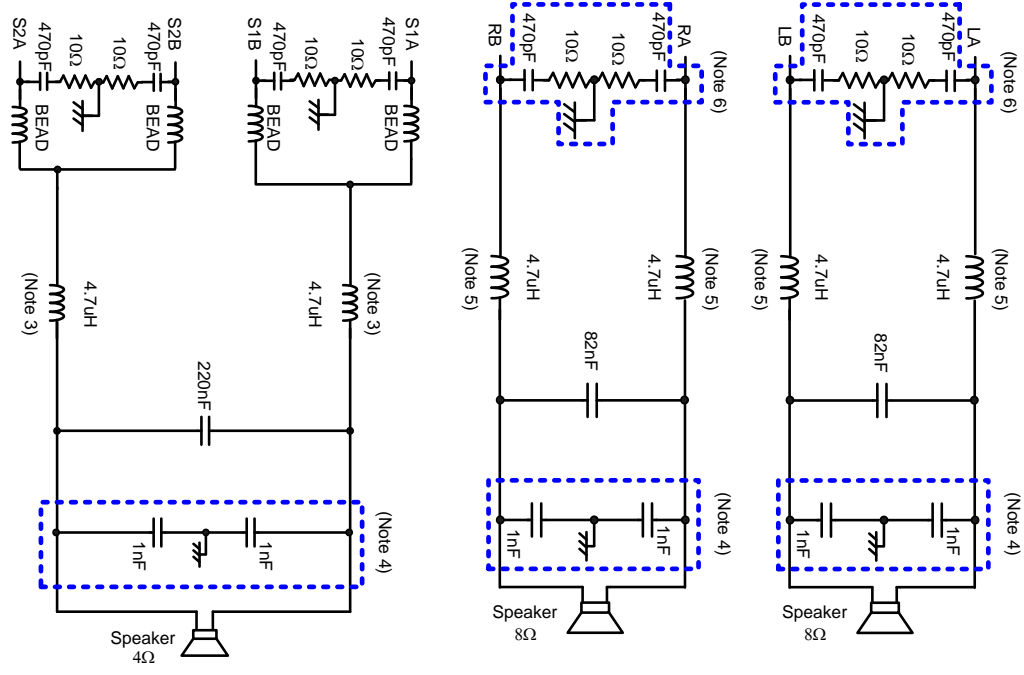 S2A
470pF
10Ω
10Ω
470pF
S2B
S1B
470pF
10Ω
10Ω
470pF
S1A
RB
470pF
10Ω
10Ω
470pF
RA
(Note 6)
LB
470pF
10Ω
10Ω
470pF
LA
(Note 6)
BEAD
BEAD
BEAD
BEAD
(Note 3)
4.7uH
4.7uH
(Note 3)
(Note 5)
4.7uH
4.7uH
(Note 5)
(Note 5)
4.7uH
4.7uH
(Note 5)
220nF
82nF
82nF
1nF
1nF
(Note 4)
1nF
1nF
(Note 4)
1nF
1nF
(Note 4)
Speaker
4Ω
Speaker
8Ω
Speaker
8Ω